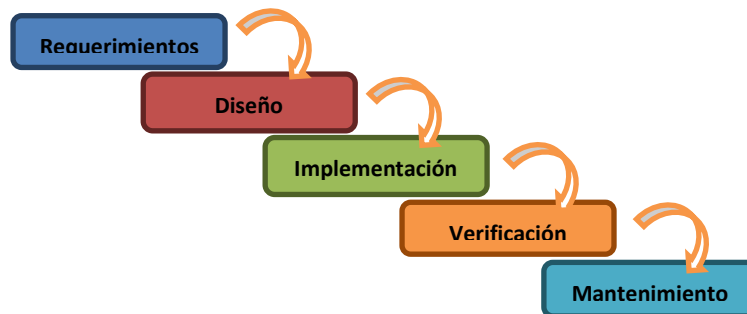 Requerimientos
Diseño
Implementación
Verificación
Mantenimiento